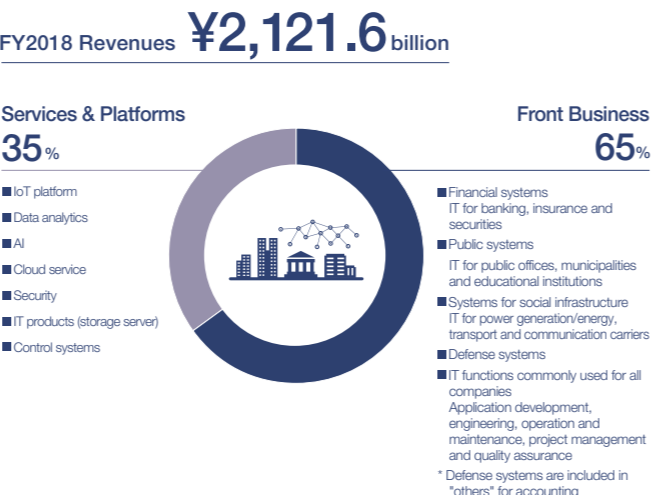 FY2018 Revenues ¥2,121.6 billion
Services & Platforms
35%
■IoT platform
■Data analytics
■AI
■Cloud service
■Security
■IT products (storage server)
■Control systems
Front Business
65%
■Financial systems
IT for banking, insurance and
securities
■Public systems
IT for public offices, municipalities
and educational institutions
■Systems for social infrastructure
IT for power generation/energy,
transport and communication carriers
■Defense systems
■IT functions commonly used for all
companies
Application development,
engineering, operation and
maintenance, project management
and quality assurance
* Defense systems are included in
"others" for accounting